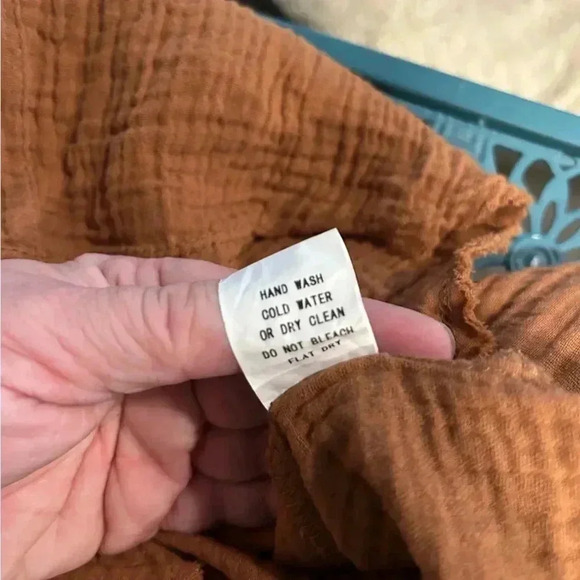 HAND WASH
COLD WATER
OR DRY CLEAN
DO NOT BLEACH
FLAT DRY